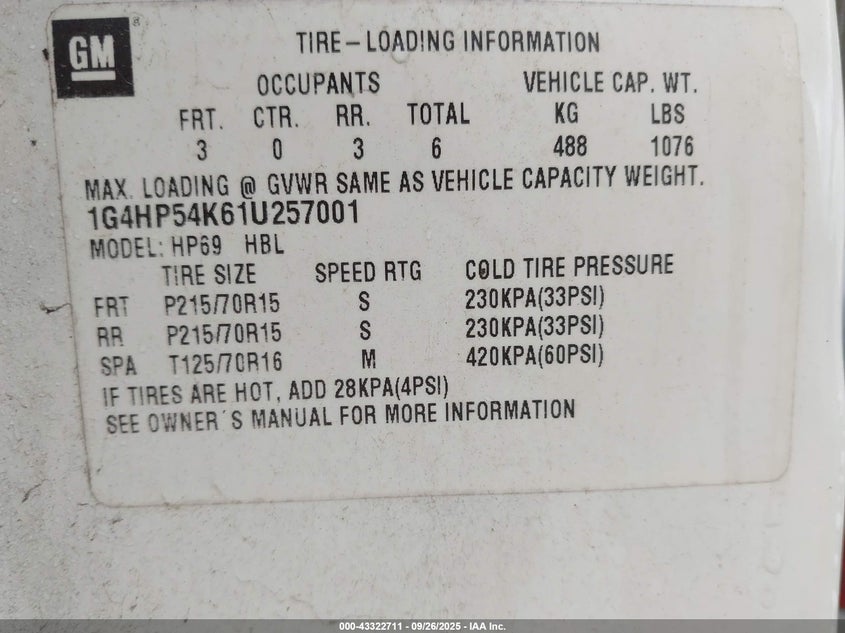 GM
TIRE-LOADING INFORMATION
OCCUPANTS VEHICLE CAP. WT.
FRT. CTR. RR. TOTAL KG LBS
3 0 3 6 488 1076
MAX. LOADING @ GVWR SAME AS VEHICLE CAPACITY WEIGHT.
1G4HP54K61U257001
MODEL: HP69 HBL
TIRE SIZE SPEED RTG COLD TIRE PRESSURE
FRT P215/70R15 S 230KPA(33PSI)
RR P215/70R15 S 230KPA(33PSI)
SPA T125/70R16 M 420KPA(60PSI)
IF TIRES ARE HOT, ADD 28KPA(4PSI)
SEE OWNER'S MANUAL FOR MORE INFORMATION
000-43322711 - 09/26/2025 - IAA Inc.